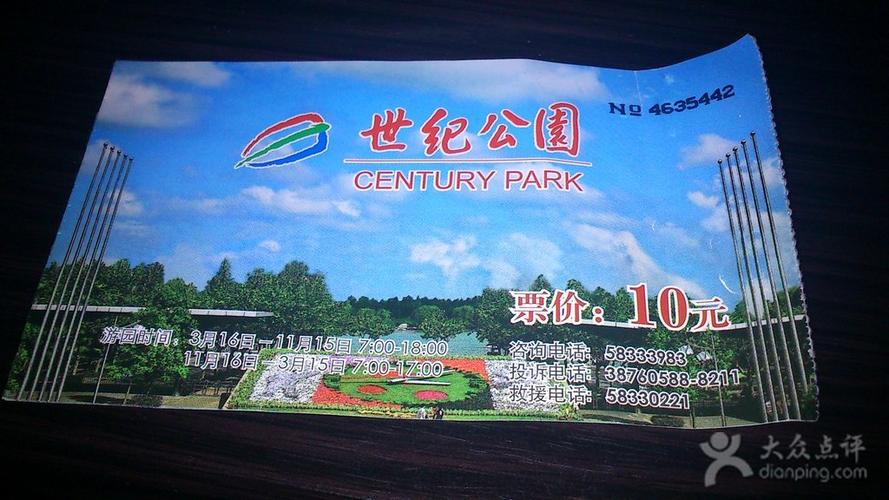 No 4635442
世纪公園
CENTURY PARK
票价：10元
游园时间：3月16日—11月15日 7:00-18:00
11月16日—3月15日 7:00-17:00
咨询电话：58333983
投诉电话：38760588-8211
救援电话：58330221
大众点评
dianping.com